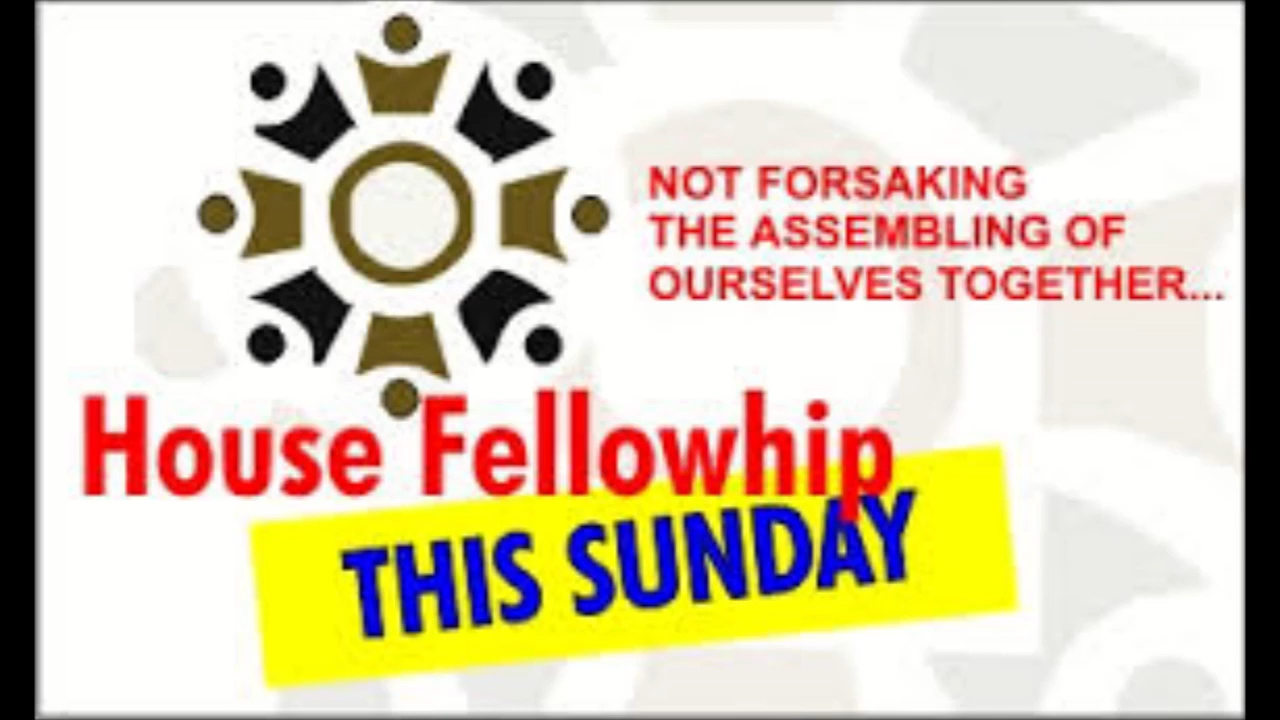 NOT FORSAKING
THE ASSEMBLING OF
OURSELVES TOGETHER...
House Fellowhip
THIS SUNDAY